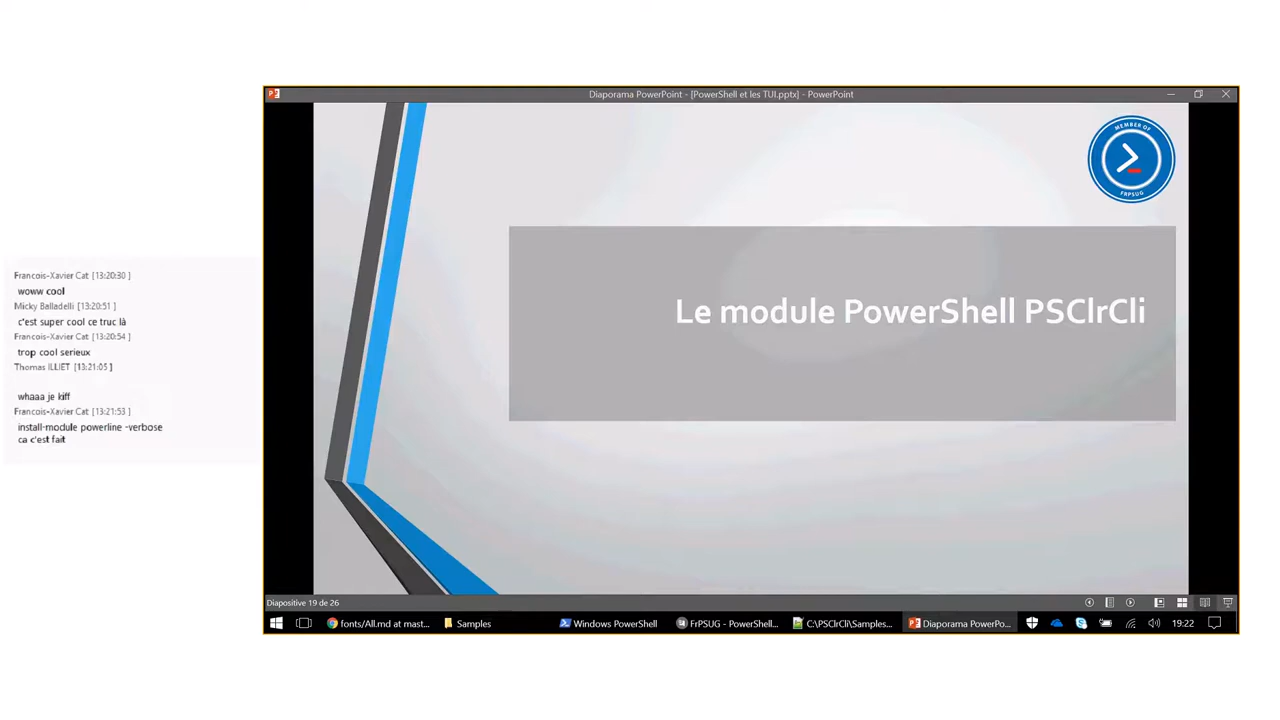 Diaporama PowerPoint - [PowerShell et les TUI.pptx] - PowerPoint
MEMBER OF
FRPSUG
Le module PowerShell PSClrCli
Francois-Xavier Cat [13:20:30 ]
woww cool
Micky Balladelli [13:20:51 ]
c'est super cool ce truc là
Francois-Xavier Cat [13:20:54 ]
trop cool serieux
Thomas ILLIET [13:21:05 ]
whaaa je kiff
Francois-Xavier Cat [13:21:53 ]
install-module powerline -verbose
ca c'est fait
Diapositive 19 de 26
fonts/All.md at mast... Samples Windows PowerShell FrPSUG - PowerShell... C:\PSClrCli\Samples... Diaporama PowerPo... 19:22